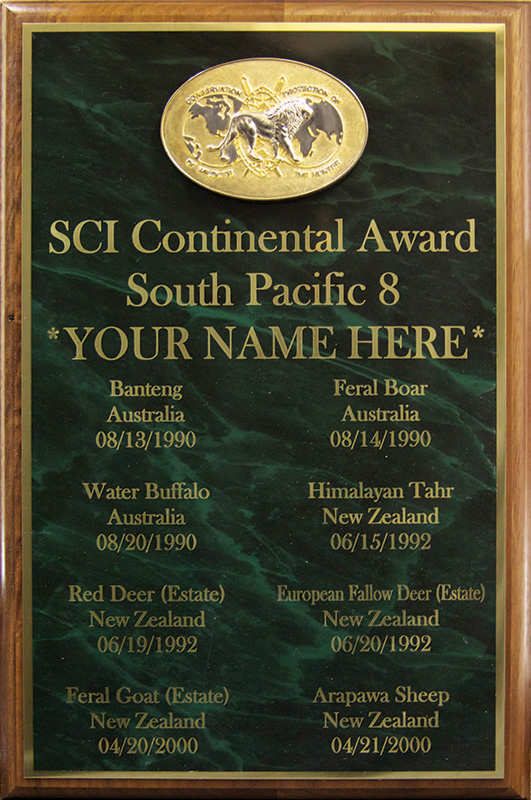 CONSERVATION PROTECTION OF
SCI Continental Award
South Pacific 8
*YOUR NAME HERE*
Banteng
Australia
08/13/1990
Feral Boar
Australia
08/14/1990
Water Buffalo
Australia
08/20/1990
Himalayan Tahr
New Zealand
06/15/1992
Red Deer (Estate)
New Zealand
06/19/1992
European Fallow Deer (Estate)
New Zealand
06/20/1992
Feral Goat (Estate)
New Zealand
04/20/2000
Arapawa Sheep
New Zealand
04/21/2000